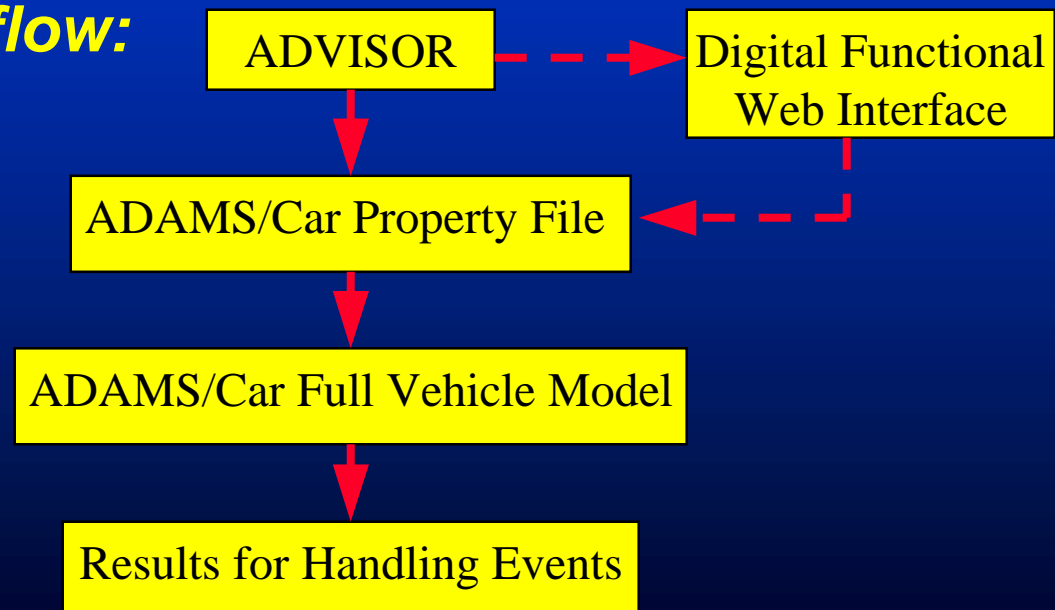 flow:
ADVISOR
Digital Functional
Web Interface
ADAMS/Car Property File
ADAMS/Car Full Vehicle Model
Results for Handling Events